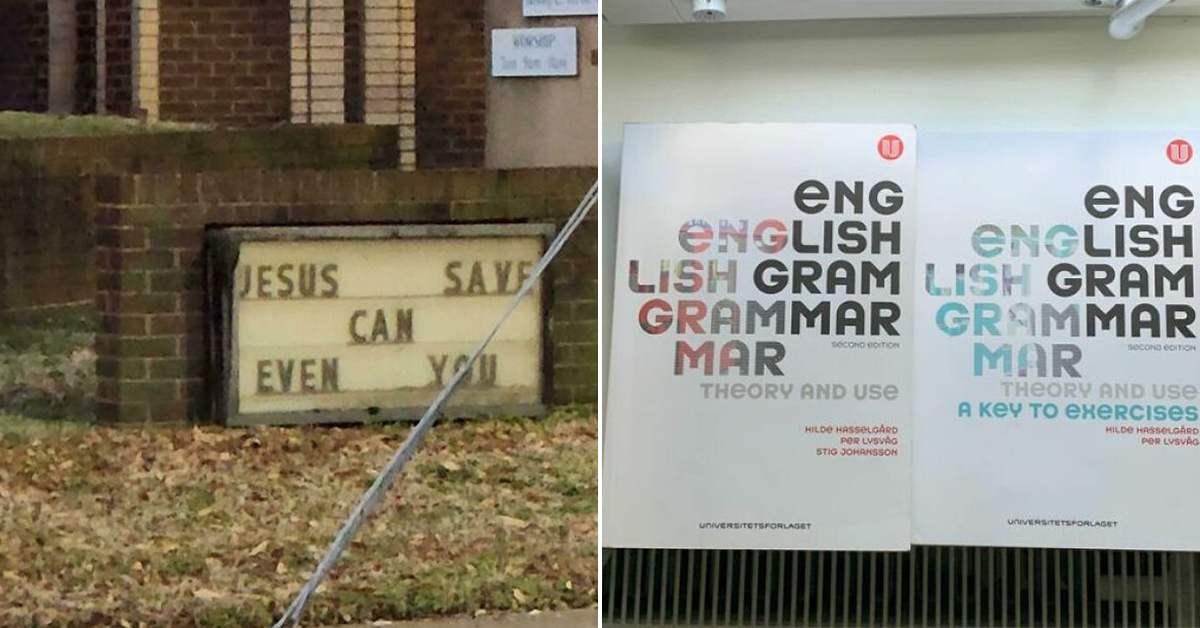 WORSHIP
JESUS SAVE
CAN
EVEN YOU
U
ENG
ENGLISH
LISH GRAM
GRAMMAR
MAR
SECOND EDITION
THEORY AND USE
HILDE HASSELGÅRD
PER LYSVÅG
STIG JOHANSSON
UNIVERSITETSFORLAGET
U
ENG
ENGLISH
LISH GRAM
GRAMMAR
MAR
SECOND EDITION
THEORY AND USE
A KEY TO EXERCISES
HILDE HASSELGÅRD
PER LYSVÅG
UNIVERSITETSFORLAGET